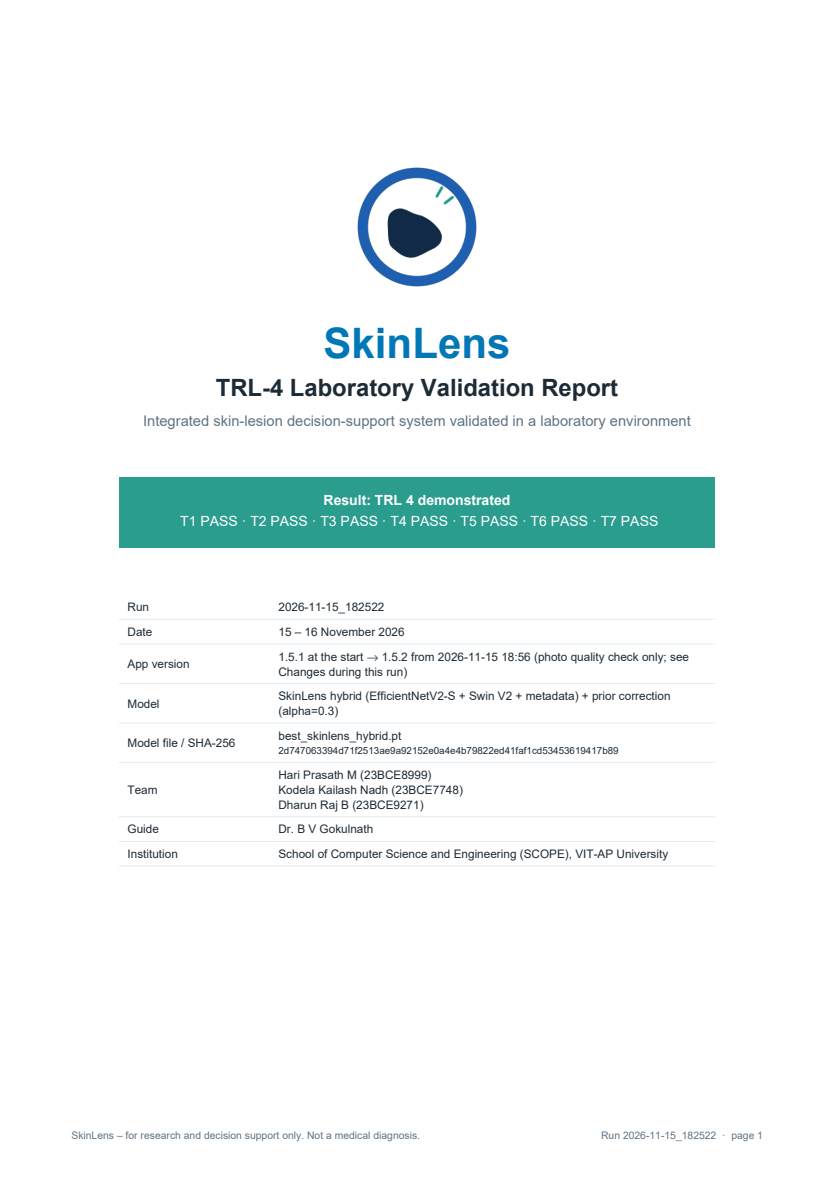 SkinLens
TRL-4 Laboratory Validation Report
Integrated skin-lesion decision-support system validated in a laboratory environment
Result: TRL 4 demonstrated
T1 PASS · T2 PASS · T3 PASS · T4 PASS · T5 PASS · T6 PASS · T7 PASS
Run 2026-11-15_182522
Date 15 – 16 November 2026
App version 1.5.1 at the start → 1.5.2 from 2026-11-15 18:56 (photo quality check only; see
Changes during this run)
Model SkinLens hybrid (EfficientNetV2-S + Swin V2 + metadata) + prior correction
(alpha=0.3)
Model file / SHA-256 best_skinlens_hybrid.pt
2d747063394d71f2513ae9a92152e0a4e4b79822ed41faf1cd53453619417b89
Team Hari Prasath M (23BCE8999)
Kodela Kailash Nadh (23BCE7748)
Dharun Raj B (23BCE9271)
Guide Dr. B V Gokulnath
Institution School of Computer Science and Engineering (SCOPE), VIT-AP University
SkinLens – for research and decision support only. Not a medical diagnosis. Run 2026-11-15_182522 · page 1